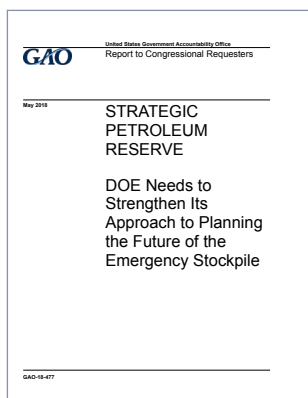 United States Government Accountability Office
GAO
Report to Congressional Requesters
May 2018
STRATEGIC
PETROLEUM
RESERVE
DOE Needs to
Strengthen Its
Approach to Planning
the Future of the
Emergency Stockpile
GAO-18-477